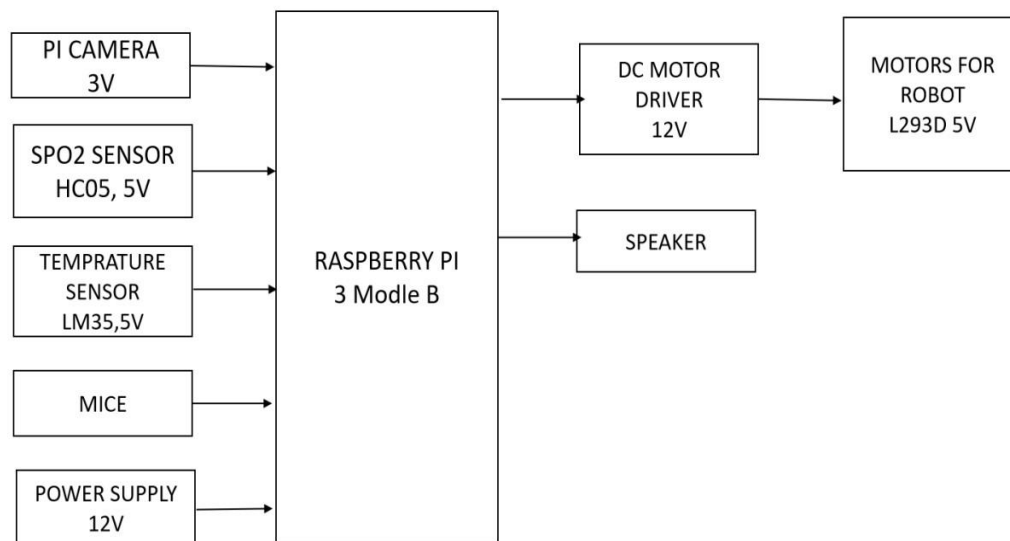 PI CAMERA
3V
SPO2 SENSOR
HC05, 5V
TEMPRATURE
SENSOR
LM35,5V
MICE
POWER SUPPLY
12V
RASPBERRY PI
3 Modle B
DC MOTOR
DRIVER
12V
SPEAKER
MOTORS FOR
ROBOT
L293D 5V